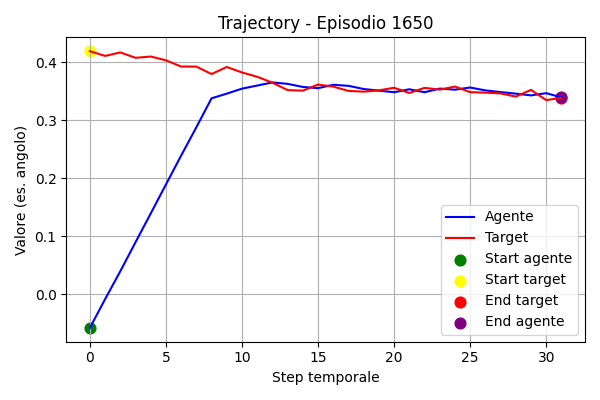 Trajectory - Episodio 1650
Valore (es. angolo)
0.4
0.3
0.2
0.1
0.0
0 5 10 15 20 25 30
Step temporale
Agente
Target
Start agente
Start target
End target
End agente